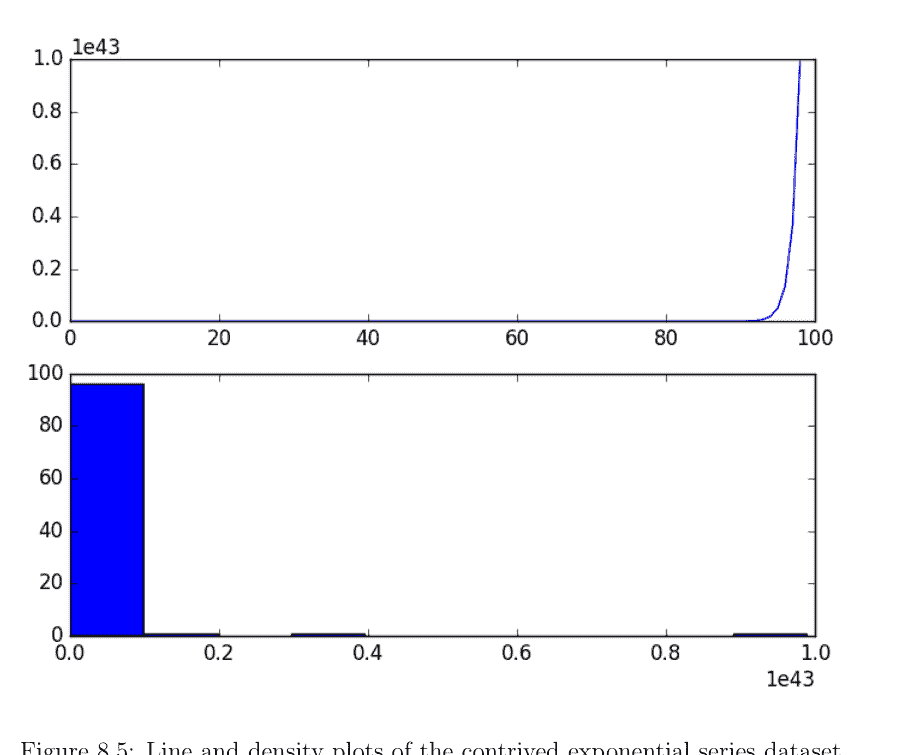 1e43
1.0
0.8
0.6
0.4
0.2
0.0
0 20 40 60 80 100
100
80
60
40
20
0
0.0 0.2 0.4 0.6 0.8 1.0
1e43
Figure 8.5: Line and density plots of the contrived exponential series dataset